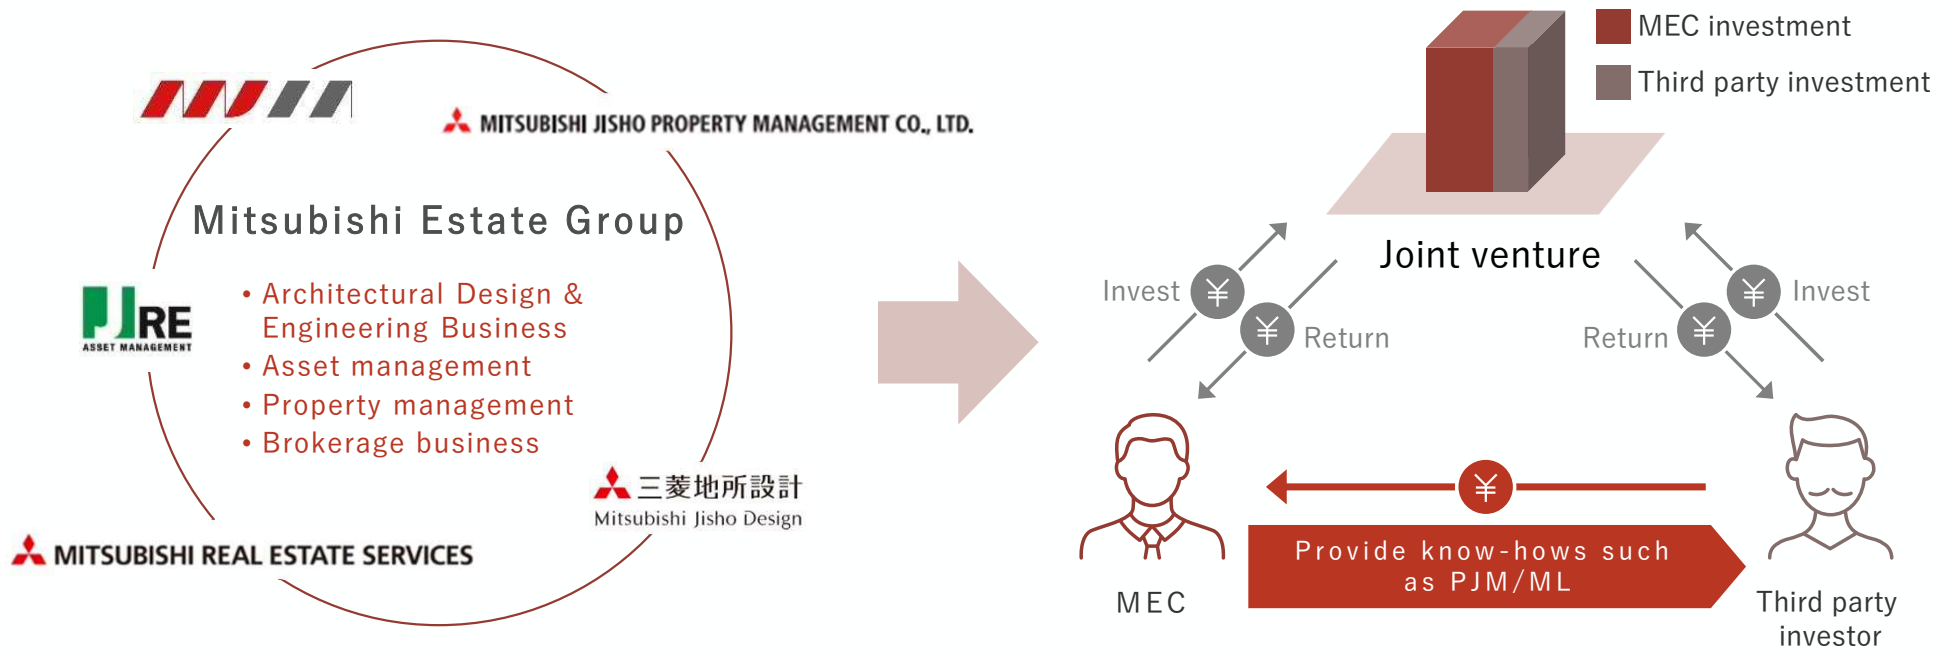 MITSUBISHI JISHO PROPERTY MANAGEMENT CO., LTD.
Mitsubishi Estate Group
RE
ASSET MANAGEMENT
• Architectural Design &
Engineering Business
• Asset management
• Property management
• Brokerage business
三菱地所設計
Mitsubishi Jisho Design
MITSUBISHI REAL ESTATE SERVICES
MEC investment
Third party investment
Joint venture
Invest
¥
¥
Return
Return
¥
¥
Invest
¥
Provide know-hows such
as PJM/ML
MEC
Third party
investor